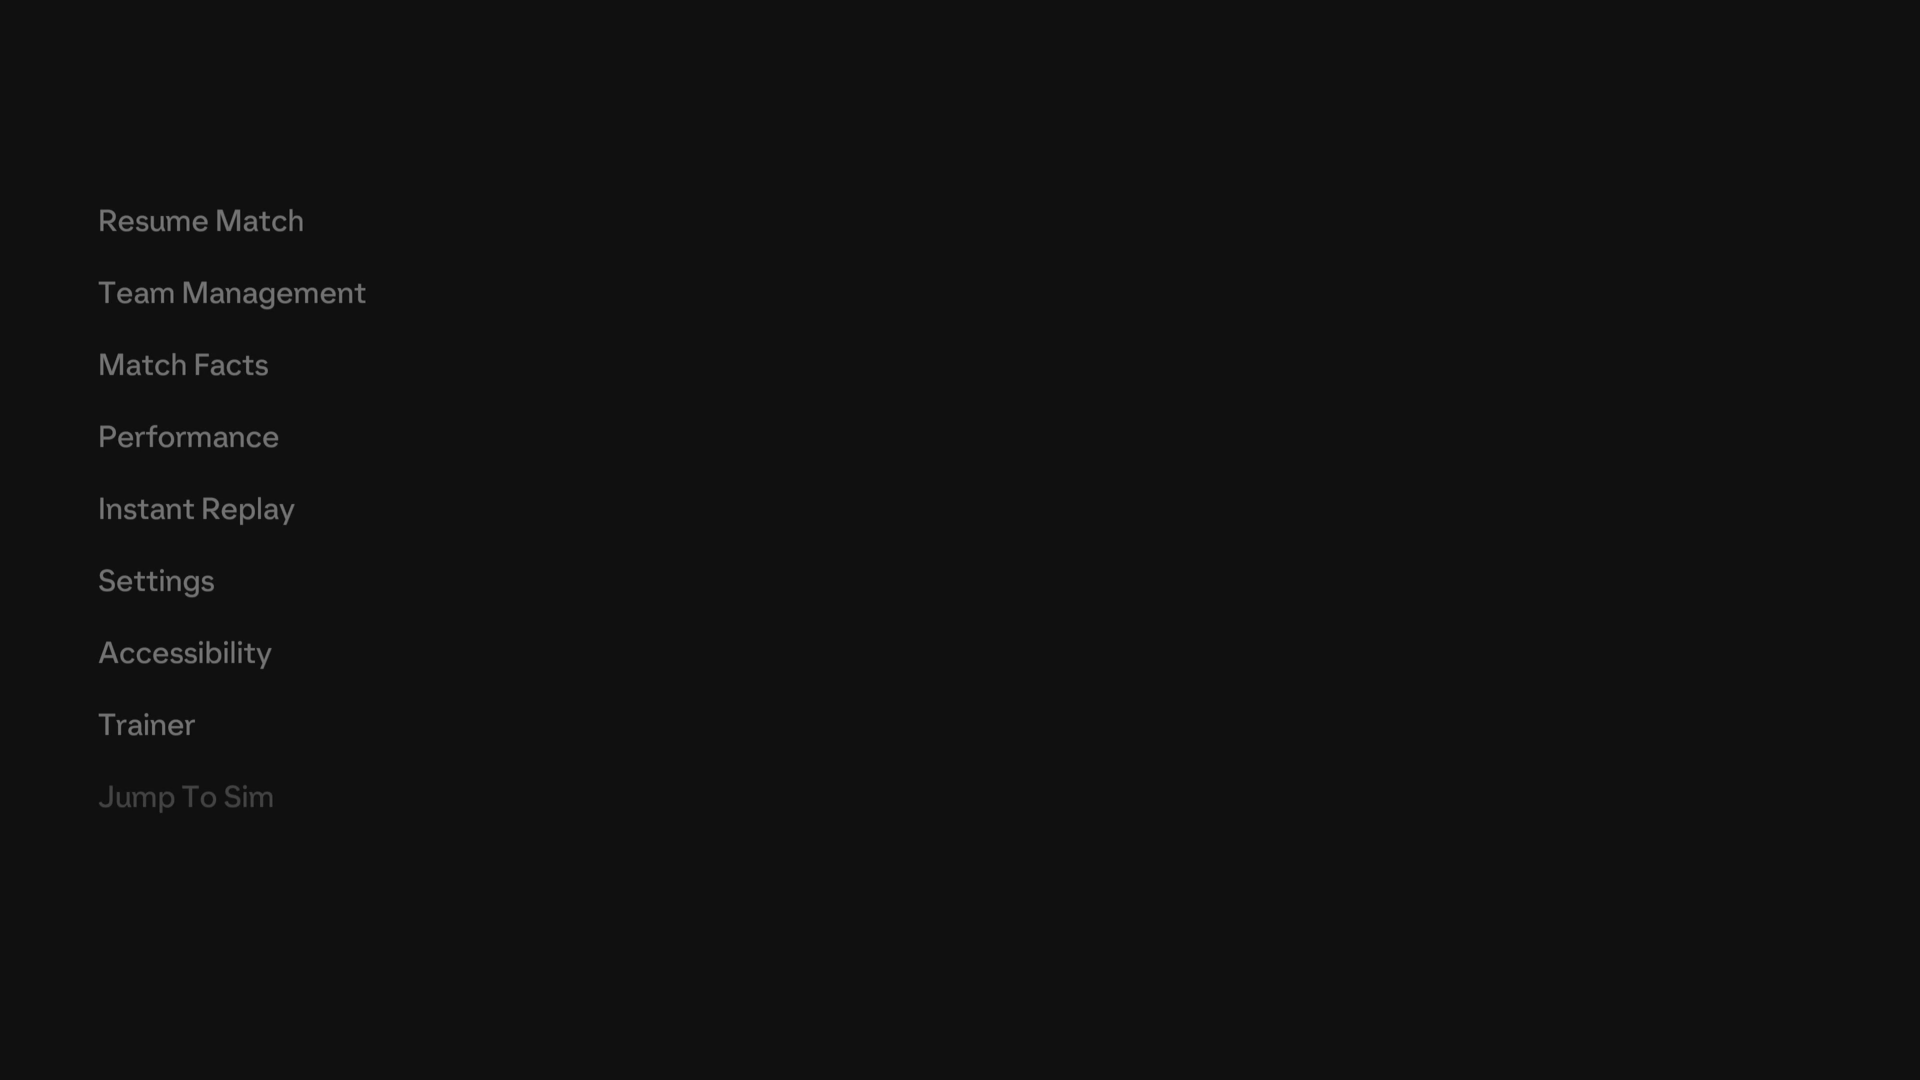 Resume Match
Team Management
Match Facts
Performance
Instant Replay
Settings
Accessibility
Trainer
Jump To Sim